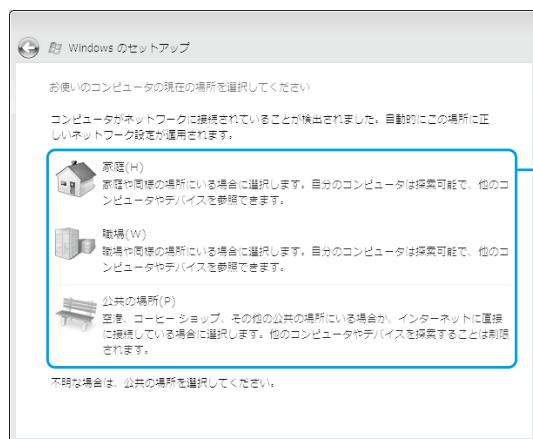 Windows のセットアップ
お使いのコンピュータの現在の場所を選択してください
コンピュータがネットワークに接続されていることが検出されました。自動的にこの場所に正
しいネットワーク設定が適用されます。
家庭(H)
家庭や同様の場所にいる場合に選択します。自分のコンピュータは探索可能で、他のコ
ンピュータやデバイスを参照できます。
職場(W)
職場や同様の場所にいる場合に選択します。自分のコンピュータは探索可能で、他のコ
ンピュータやデバイスを参照できます。
公共の場所(P)
空港、コーヒー ショップ、その他の公共の場所にいる場合か、インターネットに直接
に接続している場合に選択します。他のコンピュータやデバイスを探索することは制限
されます。
不明な場合は、公共の場所を選択してください。